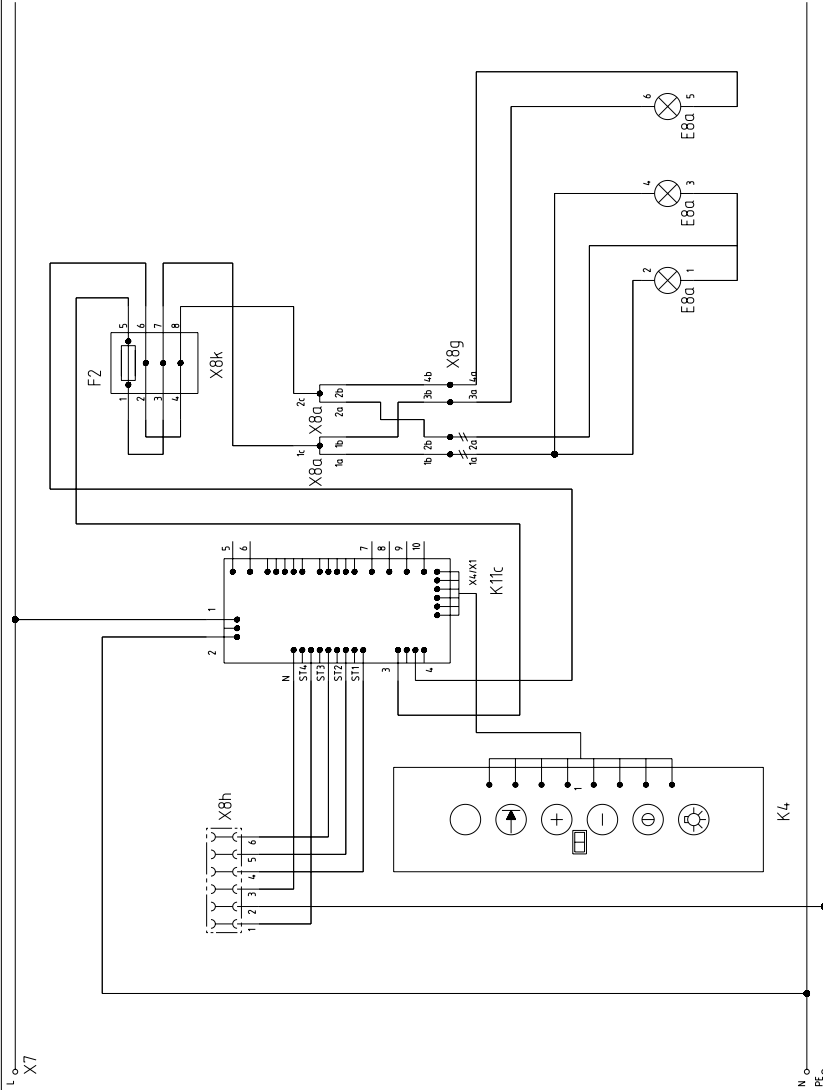 L
X7
F2
1 5
2 6
3 7
4 8
X8k
2 1
5
6
7
8
9
10
N
ST4
ST3
ST2
ST1
3
4
X4/X1
K11c
X8h
1 2 3 4 5 6
1c 2c
X8a X8a
1a 1b 2a 2b
1b 2b 3b 4b
X8g
1a 2a 3a 4a
2 4 6
1 3 5
E8a E8a E8a
1
K4
N
PE